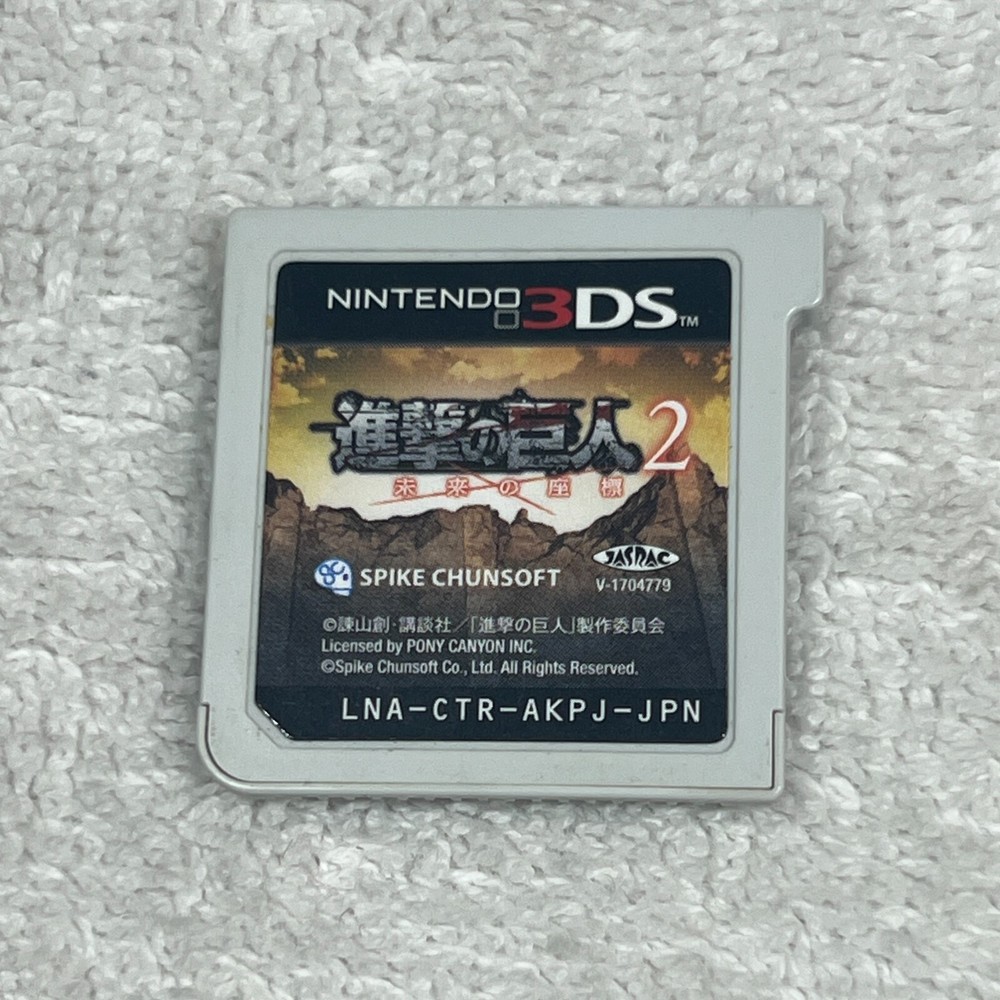 NINTENDO 3DS™
進撃の巨人2
未来の座標
JASRAC
SPIKE CHUNSOFT
V-1704779
©諫山創・講談社/「進撃の巨人」製作委員会
Licensed by PONY CANYON INC.
©Spike Chunsoft Co., Ltd. All Rights Reserved.
LNA-CTR-AKPJ-JPN